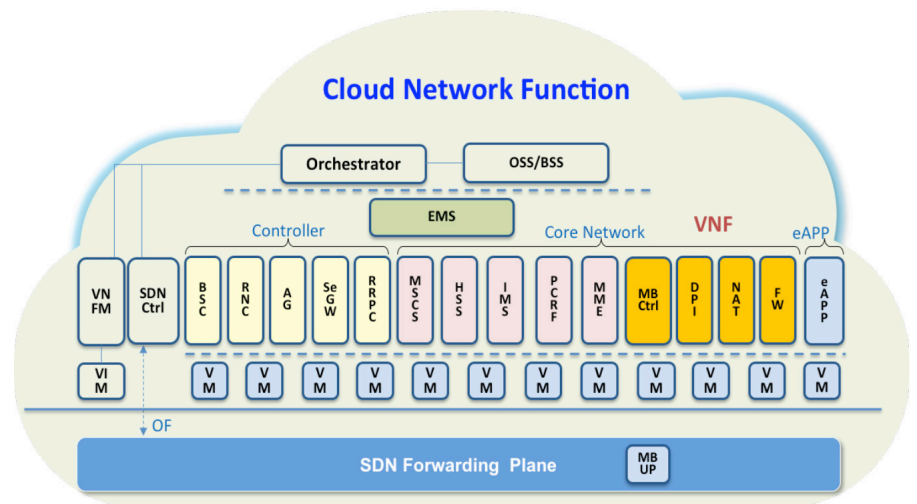 Cloud Network Function
Orchestrator
OSS/BSS
EMS
Controller
Core Network
VNF
eAPP
VN
FM
SDN
Ctrl
B
S
C
R
N
C
A
G
Se
G
W
R
R
P
C
M
S
C
S
H
S
S
I
M
S
P
C
R
F
M
M
E
MB
Ctrl
D
P
I
N
A
T
F
W
e
A
P
P
VI
M
V
M
V
M
V
M
V
M
V
M
V
M
V
M
V
M
V
M
V
M
V
M
V
M
OF
SDN Forwarding Plane
MB
UP